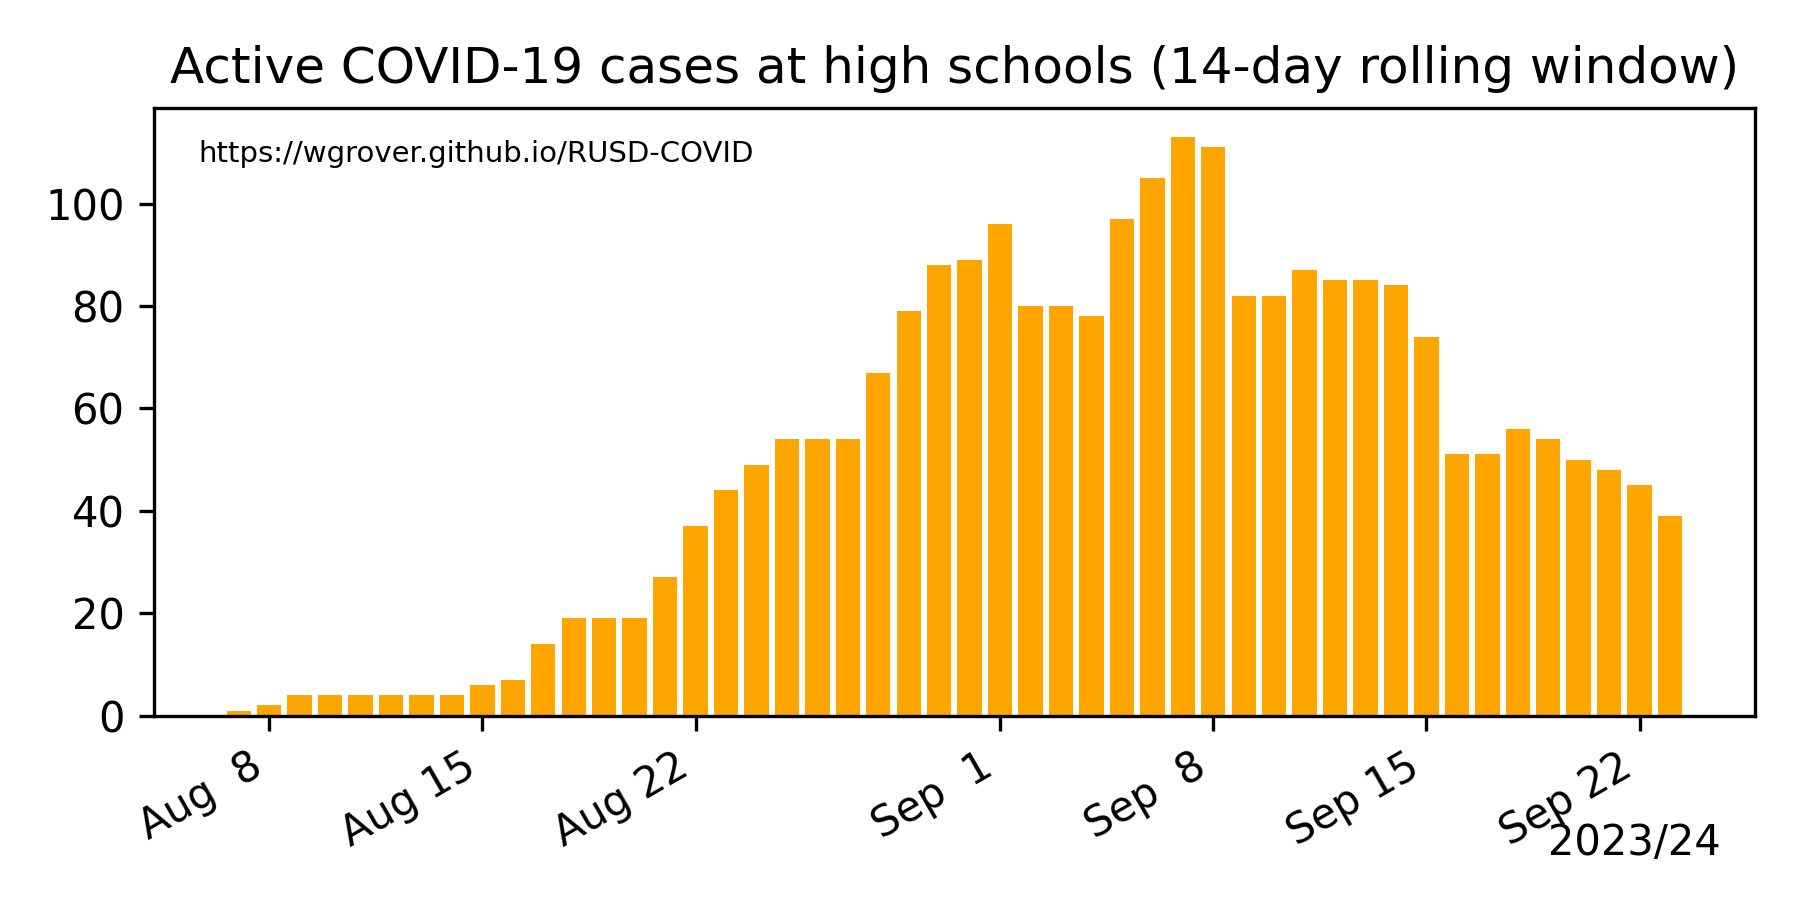 Active COVID-19 cases at high schools (14-day rolling window)
https://wgrover.github.io/RUSD-COVID
100
80
60
40
20
0
Aug 8
Aug 15
Aug 22
Sep 1
Sep 8
Sep 15
Sep 22
2023/24